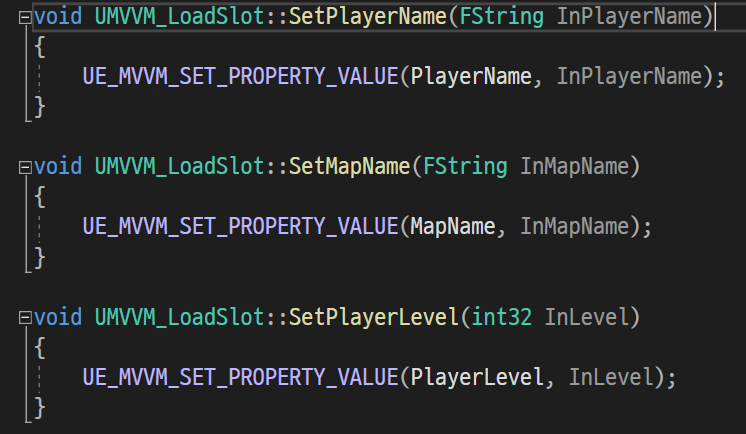 void UMVVM_LoadSlot::SetPlayerName(FString InPlayerName)
{
    UE_MVVM_SET_PROPERTY_VALUE(PlayerName, InPlayerName);
}
void UMVVM_LoadSlot::SetMapName(FString InMapName)
{
    UE_MVVM_SET_PROPERTY_VALUE(MapName, InMapName);
}
void UMVVM_LoadSlot::SetPlayerLevel(int32 InLevel)
{
    UE_MVVM_SET_PROPERTY_VALUE(PlayerLevel, InLevel);
}